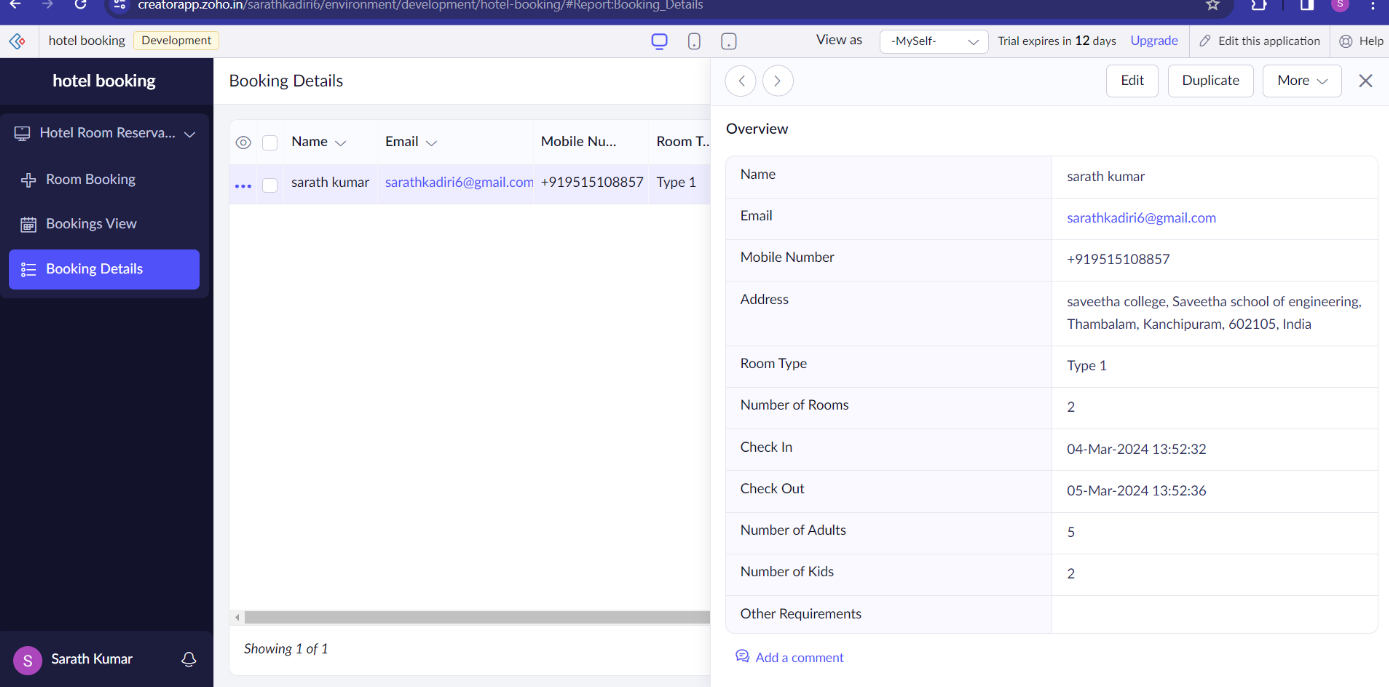 creatorapp.zoho.in/sarathkadiri6/environment/development/hotel-booking/#Report:Booking_Details
S
hotel booking Development View as -MySelf- Trial expires in 12 days Upgrade Edit this application Help
hotel booking
Hotel Room Reserva...
Room Booking
Bookings View
Booking Details
S Sarath Kumar
Booking Details
Name Email Mobile Nu... Room T...
sarath kumar sarathkadiri6@gmail.com +919515108857 Type 1
Showing 1 of 1
Edit Duplicate More
Overview
Name sarath kumar
Email sarathkadiri6@gmail.com
Mobile Number +919515108857
Address saveetha college, Saveetha school of engineering,
Thambalam, Kanchipuram, 602105, India
Room Type Type 1
Number of Rooms 2
Check In 04-Mar-2024 13:52:32
Check Out 05-Mar-2024 13:52:36
Number of Adults 5
Number of Kids 2
Other Requirements
Add a comment